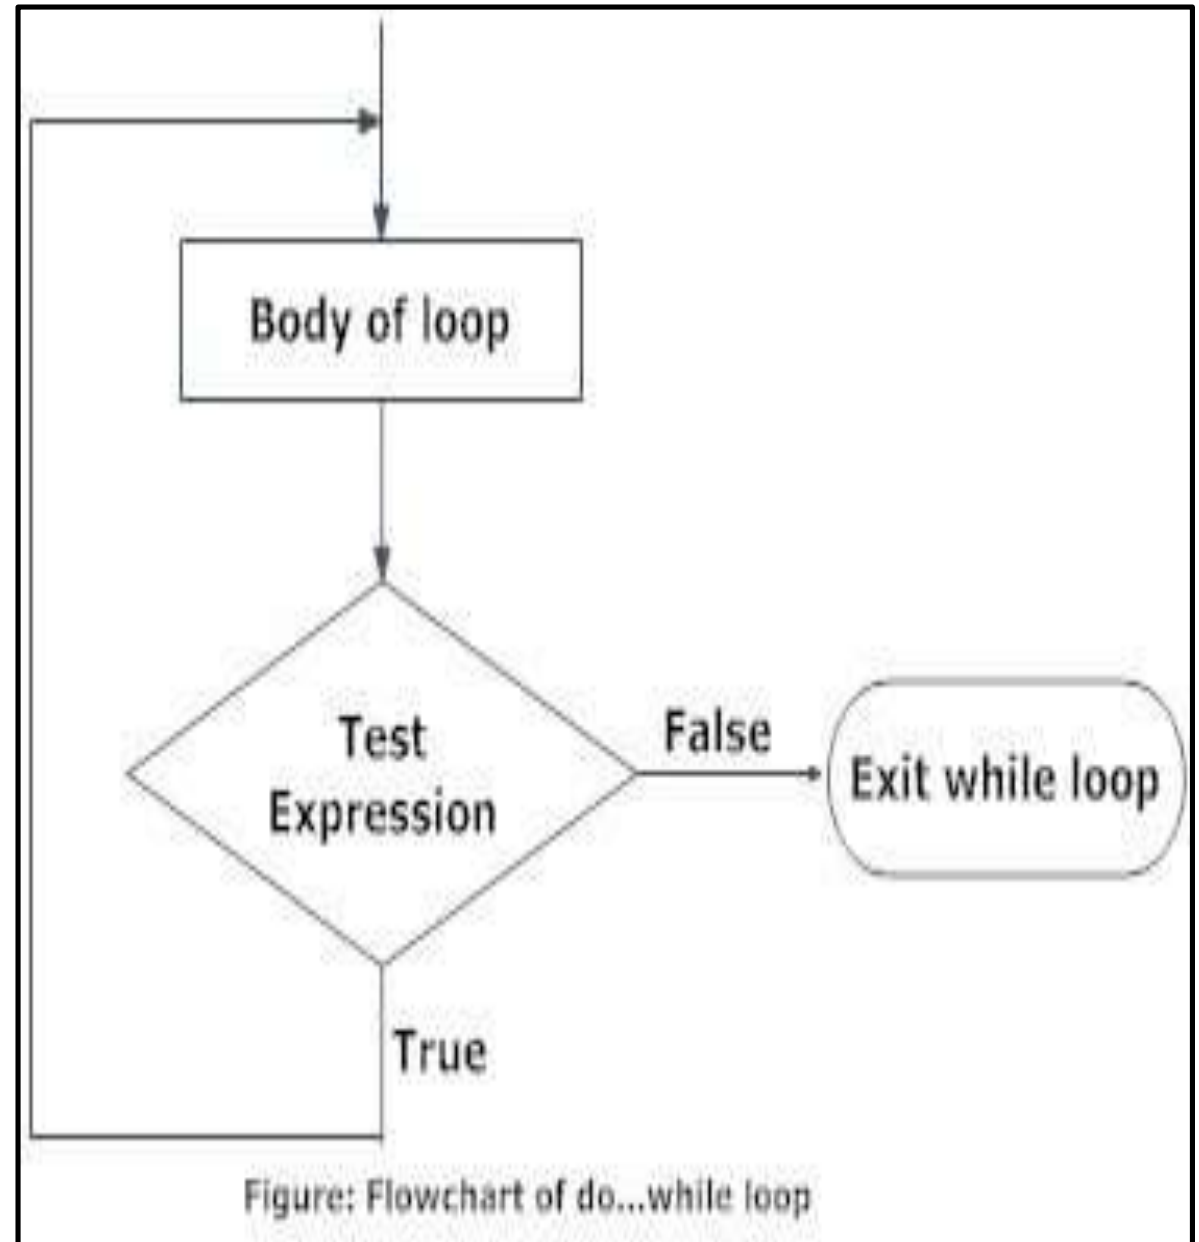 Body of loop
Test
Expression
False
Exit while loop
True
Figure: Flowchart of do...while loop